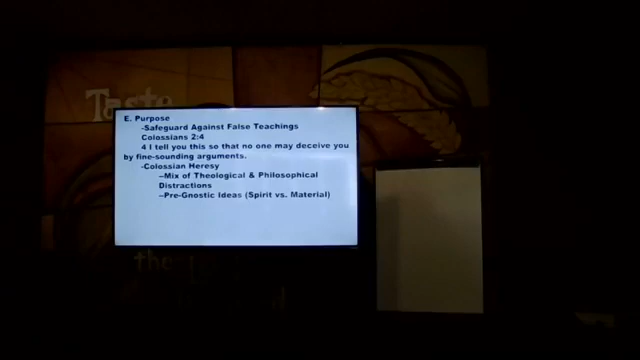 Taste
E. Purpose
-Safeguard Against False Teachings
Colossians 2:4
4 I tell you this so that no one may deceive you
by fine-sounding arguments.
-Colossian Heresy
–Mix of Theological & Philosophical
Distractions
–Pre-Gnostic Ideas (Spirit vs. Material)
the